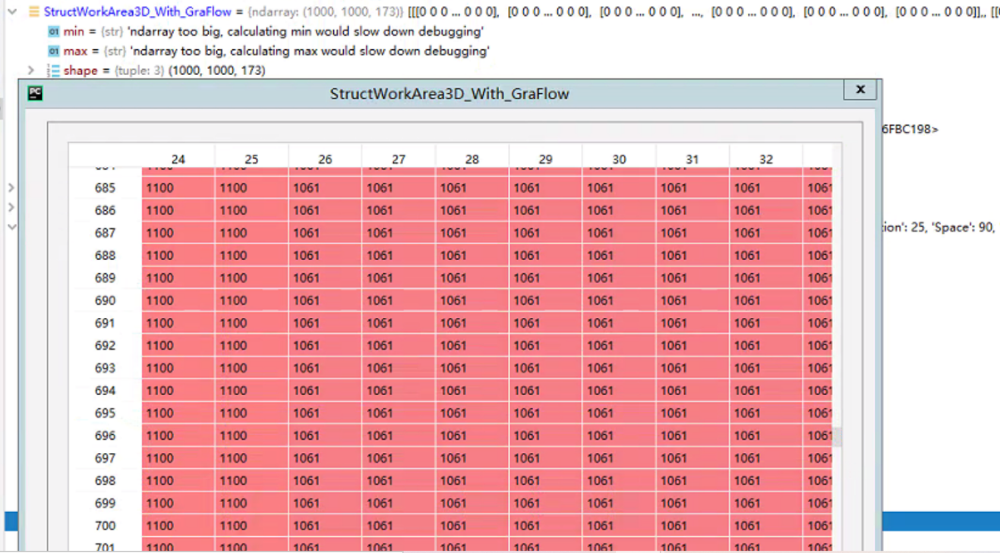 StructWorkArea3D_With_GraFlow = {ndarray: (1000, 1000, 173)} [[[0 0 0 ... 0 0 0], [0 0 0 ... 0 0 0], [0 0 0 ... 0 0 0], ..., [0 0 0 ... 0 0 0], [0 0 0 ... 0 0 0], [0 0 0 ... 0 0 0]],, [[
01 min = {str} 'ndarray too big, calculating min would slow down debugging'
01 max = {str} 'ndarray too big, calculating max would slow down debugging'
shape = {tuple: 3} (1000, 1000, 173)
PC StructWorkArea3D_With_GraFlow x
6FBC198>
24 25 26 27 28 29 30 31 32
685 1100 1100 1061 1061 1061 1061 1061 1061 1061 1061
686 1100 1100 1061 1061 1061 1061 1061 1061 1061 1061
687 1100 1100 1061 1061 1061 1061 1061 1061 1061 1061
ion': 25, 'Space': 90,
688 1100 1100 1061 1061 1061 1061 1061 1061 1061 1061
689 1100 1100 1061 1061 1061 1061 1061 1061 1061 1061
690 1100 1100 1061 1061 1061 1061 1061 1061 1061 1061
691 1100 1100 1061 1061 1061 1061 1061 1061 1061 1061
692 1100 1100 1061 1061 1061 1061 1061 1061 1061 1061
693 1100 1100 1061 1061 1061 1061 1061 1061 1061 1061
694 1100 1100 1061 1061 1061 1061 1061 1061 1061 1061
695 1100 1100 1061 1061 1061 1061 1061 1061 1061 1061
696 1100 1100 1061 1061 1061 1061 1061 1061 1061 1061
697 1100 1100 1061 1061 1061 1061 1061 1061 1061 1061
698 1100 1100 1061 1061 1061 1061 1061 1061 1061 1061
699 1100 1100 1061 1061 1061 1061 1061 1061 1061 1061
700 1100 1100 1061 1061 1061 1061 1061 1061 1061 1061
701 1100 1100 1061 1061 1061 1061 1061 1061 1061 1061